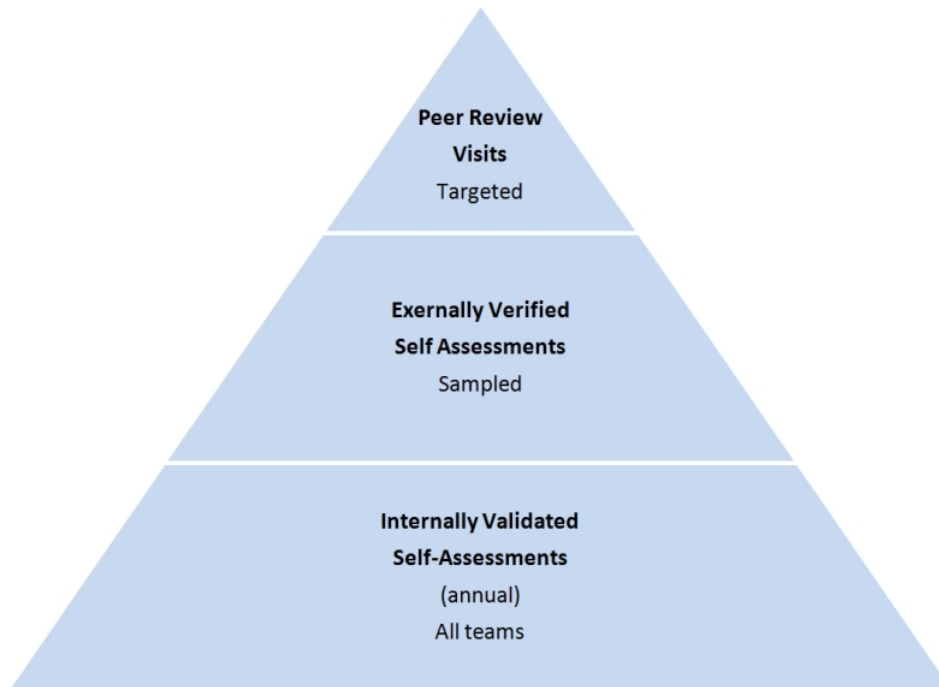 Peer Review
Visits
Targeted
Exernally Verified
Self Assessments
Sampled
Internally Validated
Self-Assessments
(annual)
All teams